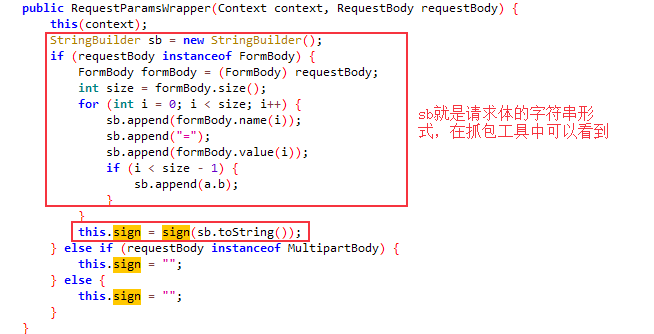 public RequestParamsWrapper(Context context, RequestBody requestBody) {
    this(context);
    StringBuilder sb = new StringBuilder();
    if (requestBody instanceof FormBody) {
        FormBody formBody = (FormBody) requestBody;
        int size = formBody.size();
        for (int i = 0; i < size; i++) {
            sb.append(formBody.name(i));
            sb.append("=");
            sb.append(formBody.value(i));
            if (i < size - 1) {
                sb.append(a.b);
            }
        }
        this.sign = sign(sb.toString());
    } else if (requestBody instanceof MultipartBody) {
        this.sign = "";
    } else {
        this.sign = "";
    }
}
sb就是请求体的字符串形
式，在抓包工具中可以看到